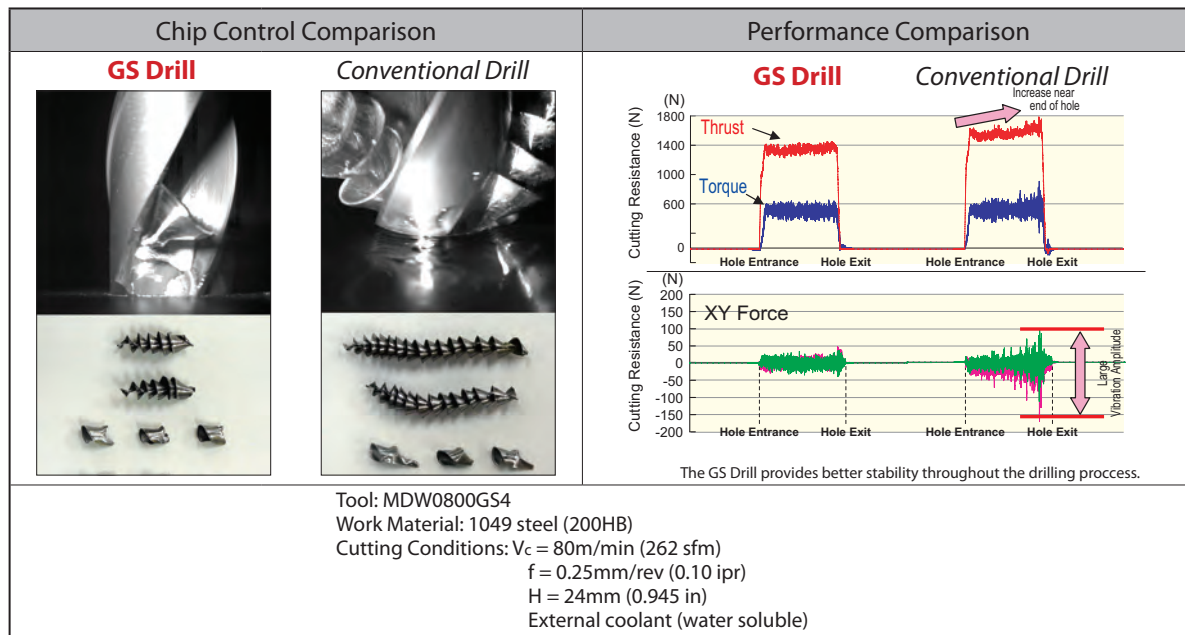 Chip Control Comparison
GS Drill
Conventional Drill
Performance Comparison
GS Drill
Conventional Drill
(N)
Increase near
end of hole
Cutting Resistance (N)
1800
1400
1000
600
0
Thrust
Torque
Hole Entrance
Hole Exit
Hole Entrance
Hole Exit
(N)
Cutting Resistance (N)
200
150
100
50
0
-50
-100
-150
-200
XY Force
Large
Vibration Amplitude
Hole Entrance
Hole Exit
Hole Entrance
Hole Exit
The GS Drill provides better stability throughout the drilling proccess.
Tool: MDW0800GS4
Work Material: 1049 steel (200HB)
Cutting Conditions: Vc = 80m/min (262 sfm)
f = 0.25mm/rev (0.10 ipr)
H = 24mm (0.945 in)
External coolant (water soluble)